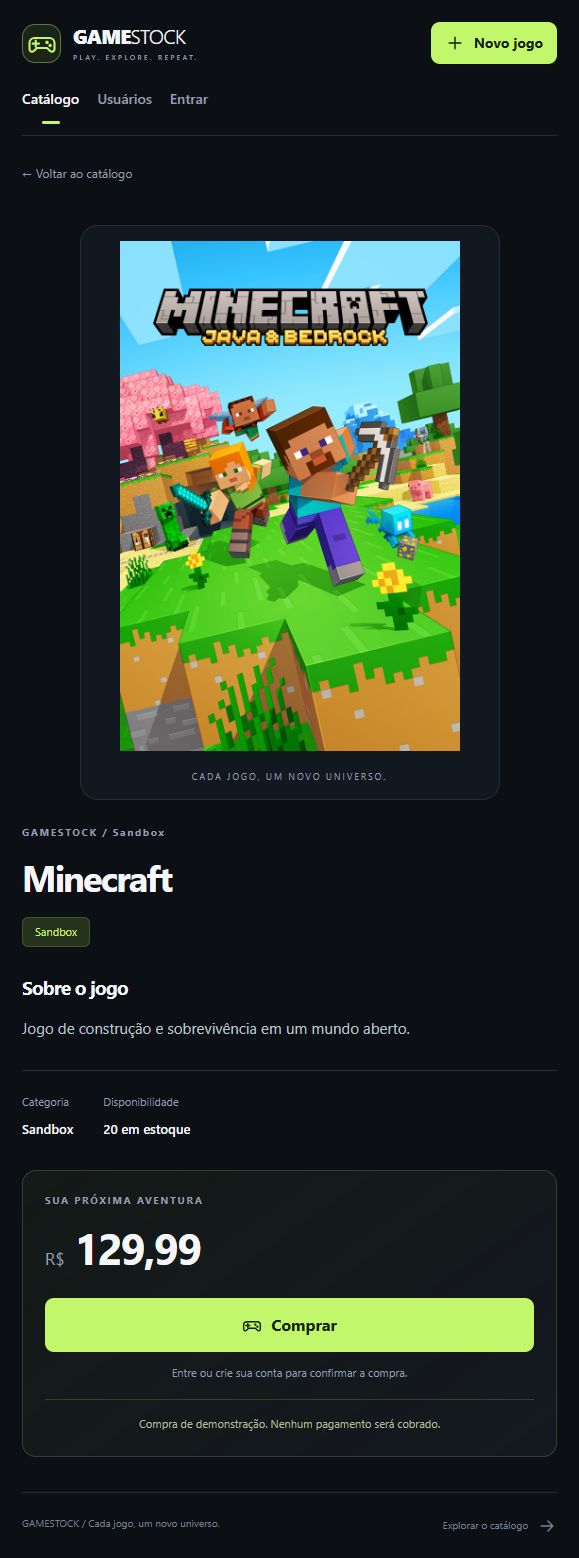 GAMESTOCK
PLAY. EXPLORE. REPEAT.
+ Novo jogo
Catálogo Usuários Entrar
← Voltar ao catálogo
MINECRAFT
JAVA & BEDROCK
CADA JOGO, UM NOVO UNIVERSO.
GAMESTOCK / Sandbox
Minecraft
Sandbox
Sobre o jogo
Jogo de construção e sobrevivência em um mundo aberto.
Categoria Disponibilidade
Sandbox 20 em estoque
SUA PRÓXIMA AVENTURA
R$ 129,99
Comprar
Entre ou crie sua conta para confirmar a compra.
Compra de demonstração. Nenhum pagamento será cobrado.
GAMESTOCK / Cada jogo, um novo universo. Explorar o catálogo →